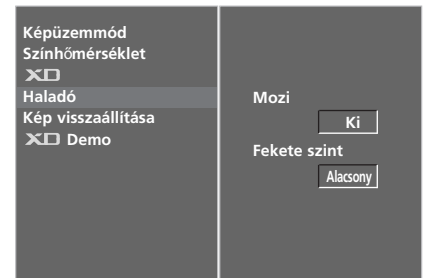 Képüzemmód
Színhőmérséklet
XD
Haladó
Kép visszaállítása
XD Demo
Mozi
Ki
Fekete szint
Alacsony